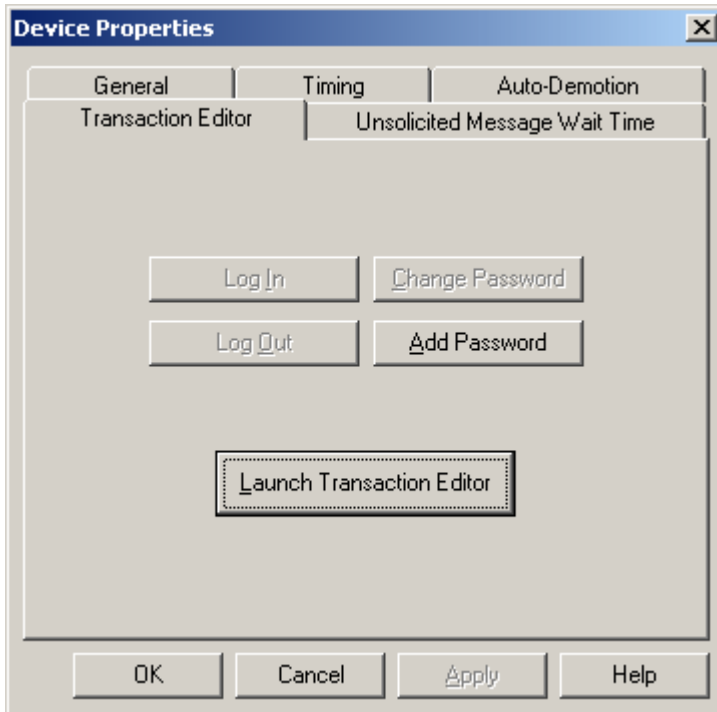 Device Properties
General Timing Auto-Demotion
Transaction Editor Unsolicited Message Wait Time
Log In Change Password
Log Out Add Password
Launch Transaction Editor
OK Cancel Apply Help